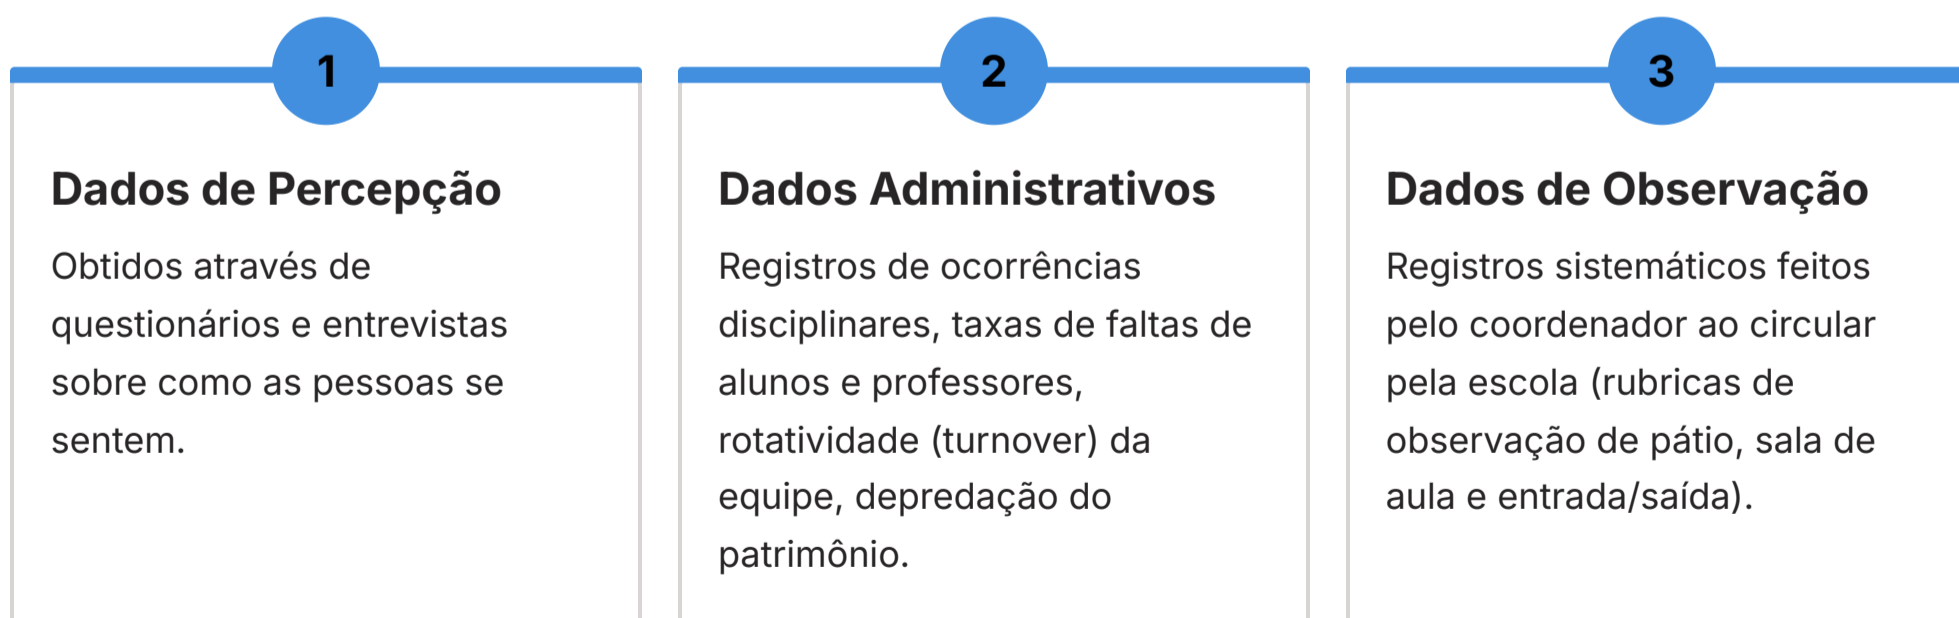 1
Dados de Percepção
Obtidos através de
questionários e entrevistas
sobre como as pessoas se
sentem.
2
Dados Administrativos
Registros de ocorrências
disciplinares, taxas de faltas de
alunos e professores,
rotatividade (turnover) da
equipe, depredação do
patrimônio.
3
Dados de Observação
Registros sistemáticos feitos
pelo coordenador ao circular
pela escola (rubricas de
observação de pátio, sala de
aula e entrada/saída).